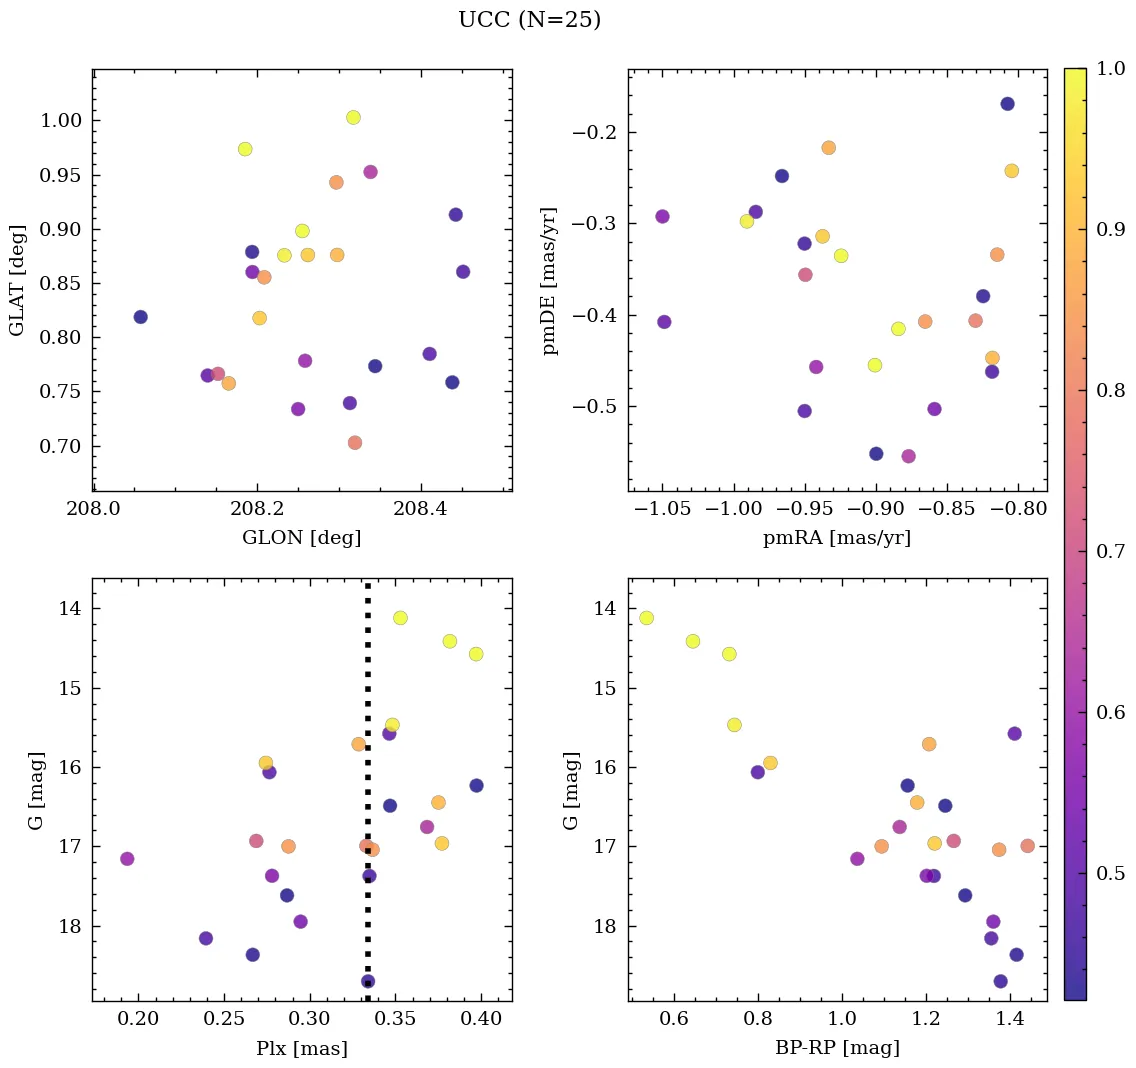 UCC (N=25)
1.00
0.95
0.90
0.85
0.80
0.75
0.70
GLAT [deg]
208.0 208.2 208.4
GLON [deg]
−0.2
−0.3
−0.4
−0.5
pmDE [mas/yr]
−1.05 −1.00 −0.95 −0.90 −0.85 −0.80
pmRA [mas/yr]
1.0
0.9
0.8
0.7
0.6
0.5
14
15
16
17
18
G [mag]
0.20 0.25 0.30 0.35 0.40
Plx [mas]
14
15
16
17
18
G [mag]
0.6 0.8 1.0 1.2 1.4
BP-RP [mag]